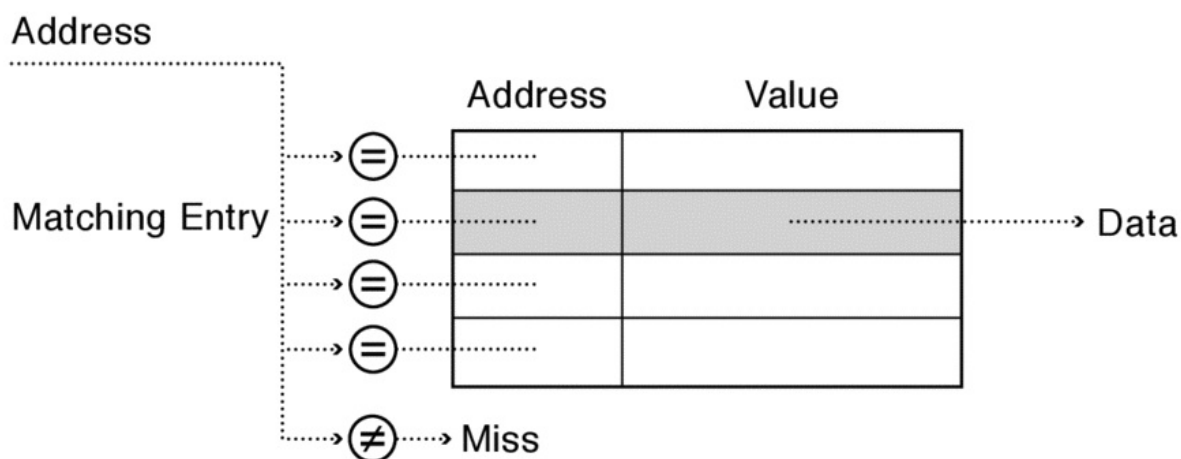 Address
Address Value
=
Matching Entry = Data
=
=
≠ Miss